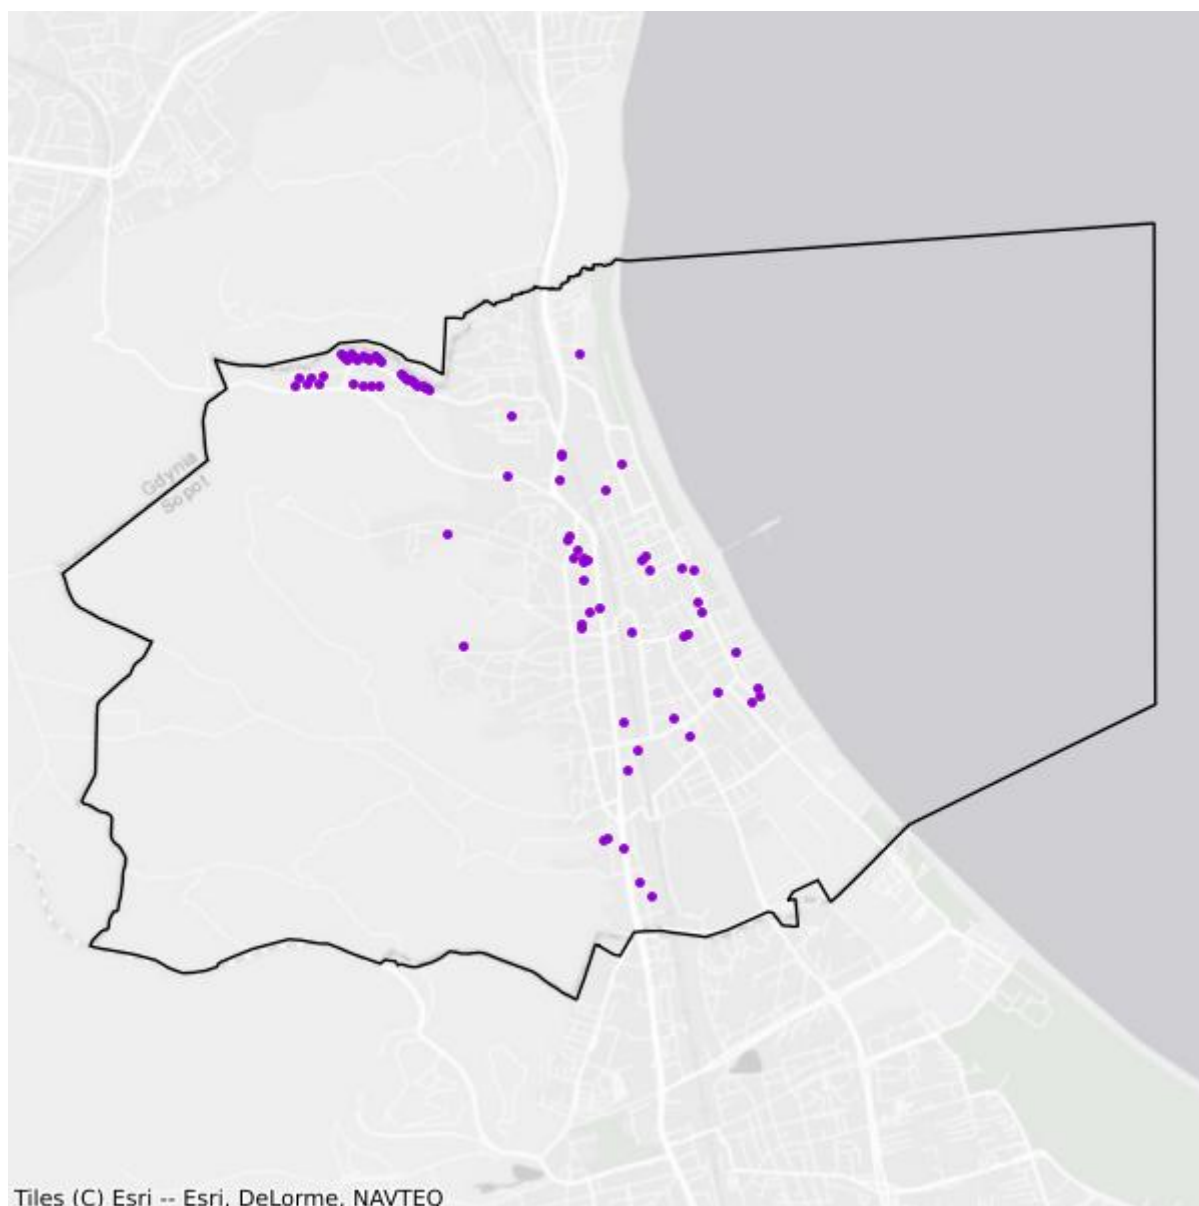 Gdynia
Sopot
Tiles (C) Esri -- Esri, DeLorme, NAVTEQ